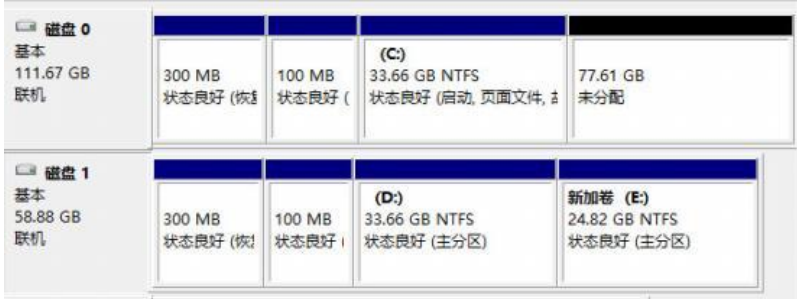 磁盘 0
基本
111.67 GB
联机
300 MB
状态良好 (恢复
100 MB
状态良好 (
(C:)
33.66 GB NTFS
状态良好 (启动, 页面文件, 故
77.61 GB
未分配
磁盘 1
基本
58.88 GB
联机
300 MB
状态良好 (恢
100 MB
状态良好 (
(D:)
33.66 GB NTFS
状态良好 (主分区)
新加卷 (E:)
24.82 GB NTFS
状态良好 (主分区)